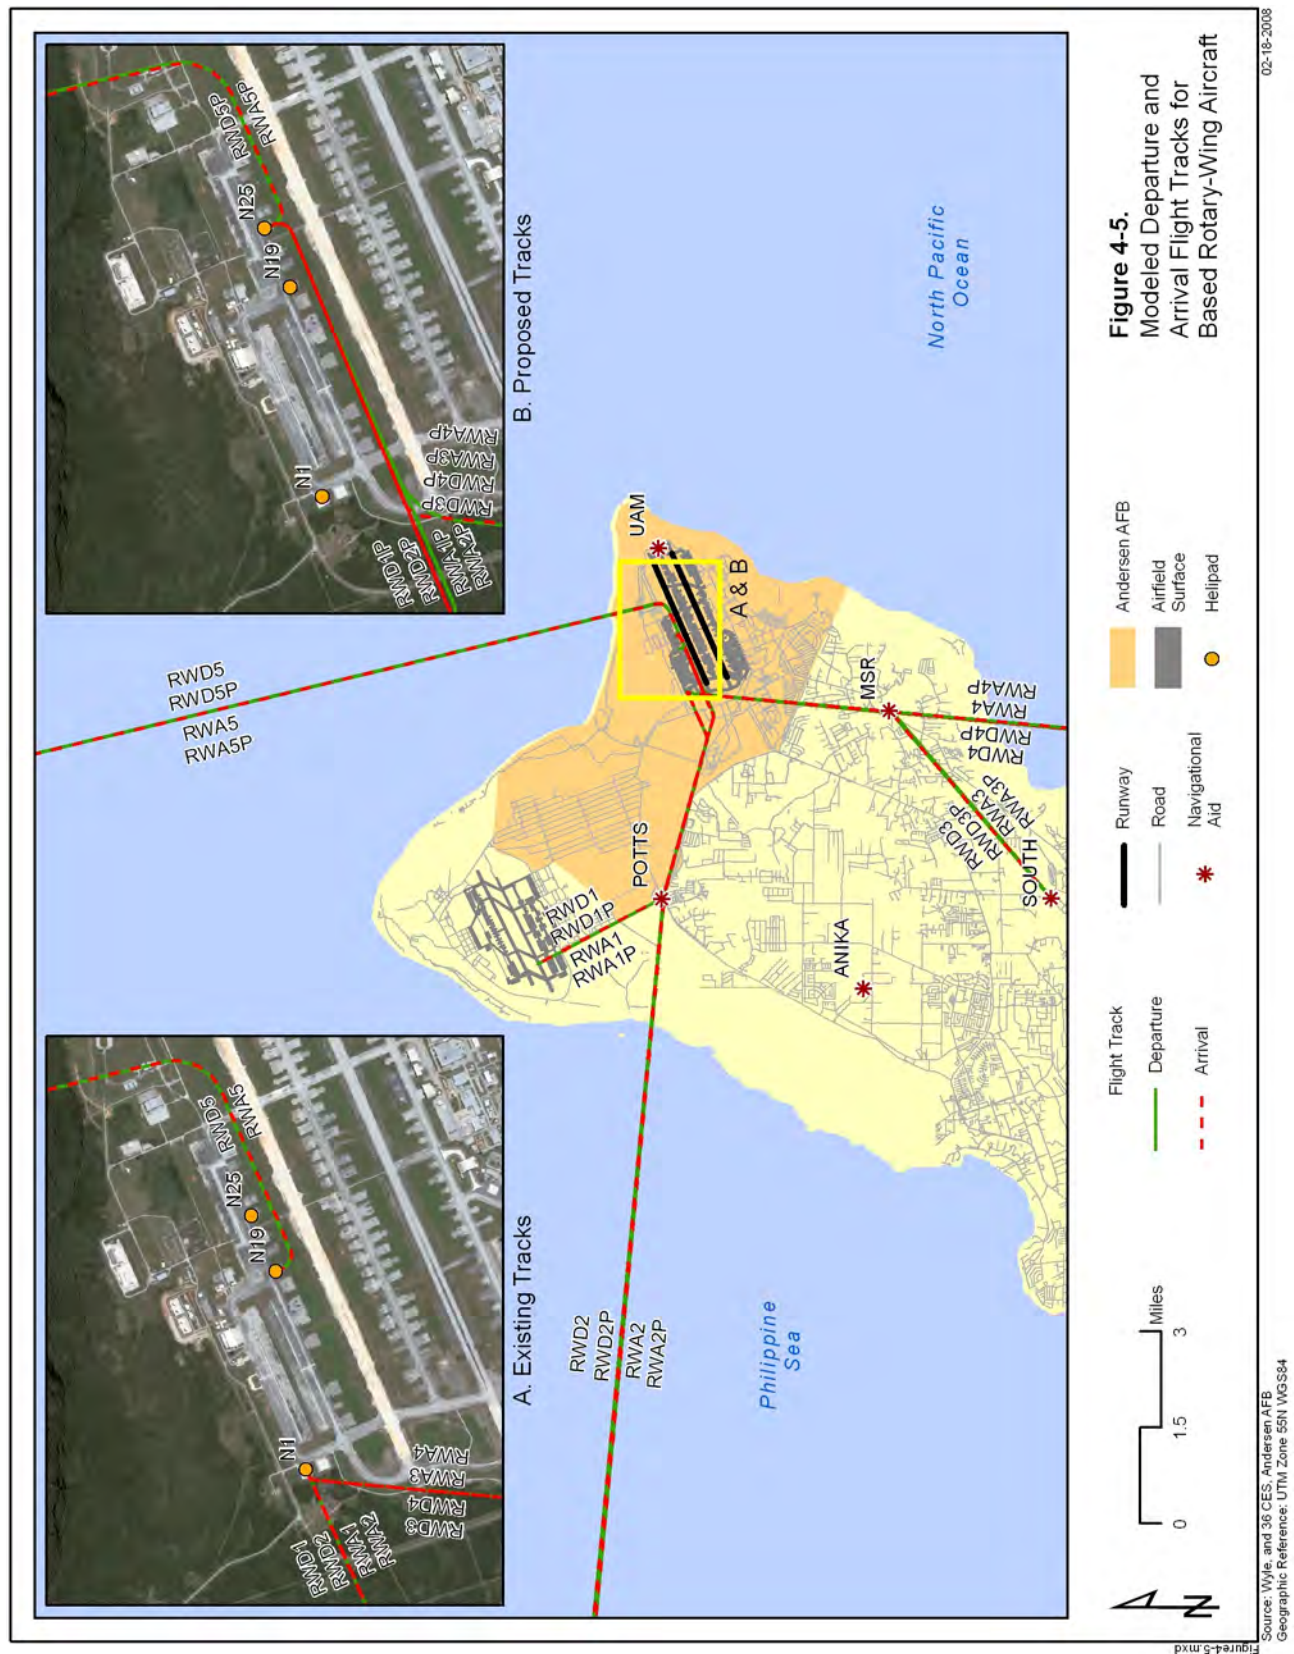 RWD1
RWD2
RWA1
RWA2
RWD3
RWD4
RWA3
RWA4
N1
N19
N25
RWD5
RWA5
A. Existing Tracks
RWD1P
RWD2P
RWA1P
RWA2P
RWD3P
RWD4P
RWA3P
RWA4P
N1
N19
N25
RWD5P
RWA5P
B. Proposed Tracks
RWD5
RWD5P
RWA5
RWA5P
RWD2
RWD2P
RWA2
RWA2P
RWD1
RWD1P
RWA1
RWA1P
POTTS
UAM
A & B
MSR
ANIKA
SOUTH
RWD3
RWD3P
RWA3
RWA3P
RWD4
RWD4P
RWA4
RWA4P
Philippine
Sea
North Pacific
Ocean
N
0 1.5 3
Miles
Flight Track
Departure
Arrival
Runway
Road
Navigational
Aid
Andersen AFB
Airfield
Surface
Helipad
Figure 4-5.
Modeled Departure and
Arrival Flight Tracks for
Based Rotary-Wing Aircraft
Source: Wyle, and 36 CES, Andersen AFB
Geographic Reference: UTM Zone 55N WGS84
02-18-2008
Figure4-5.mxd